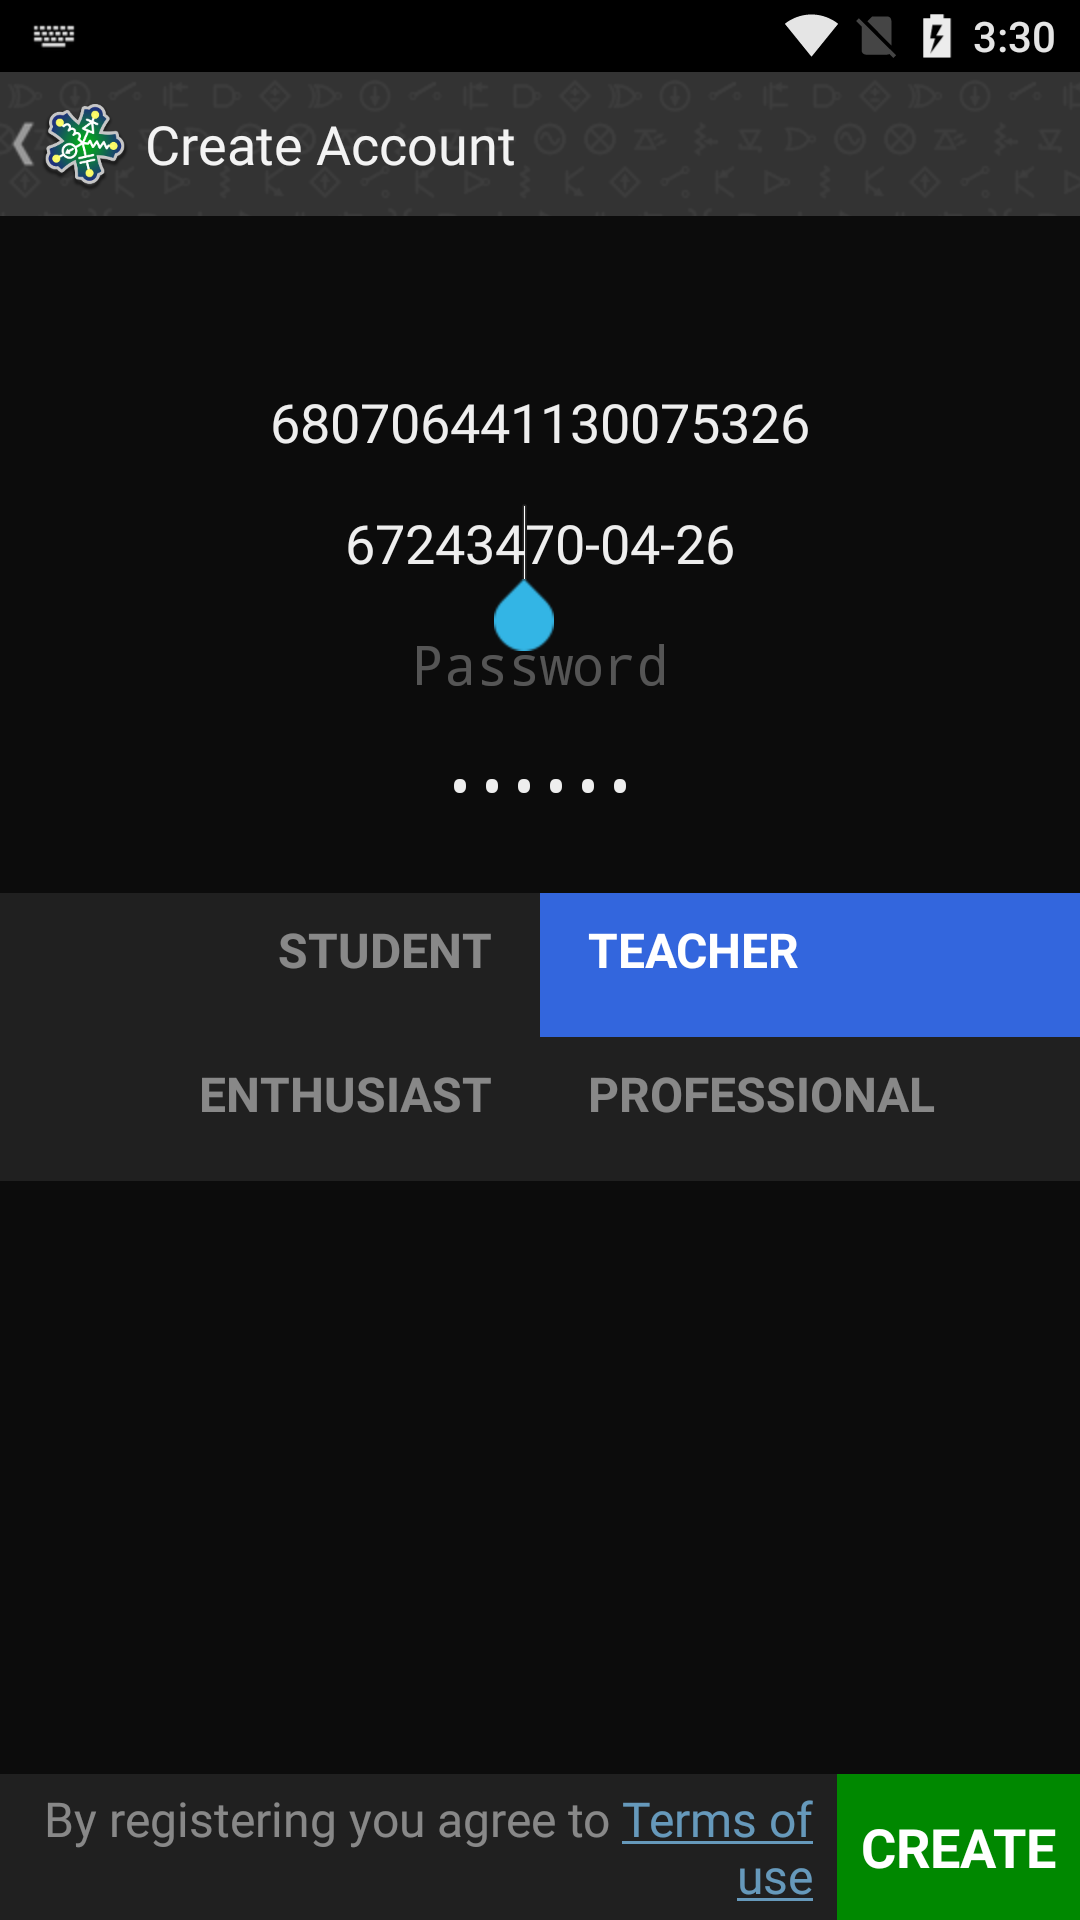 3:30
Create Account
680706441130075326
67243470-04-26
Password
••••••
STUDENT
TEACHER
ENTHUSIAST
PROFESSIONAL
By registering you agree to Terms of
use
CREATE